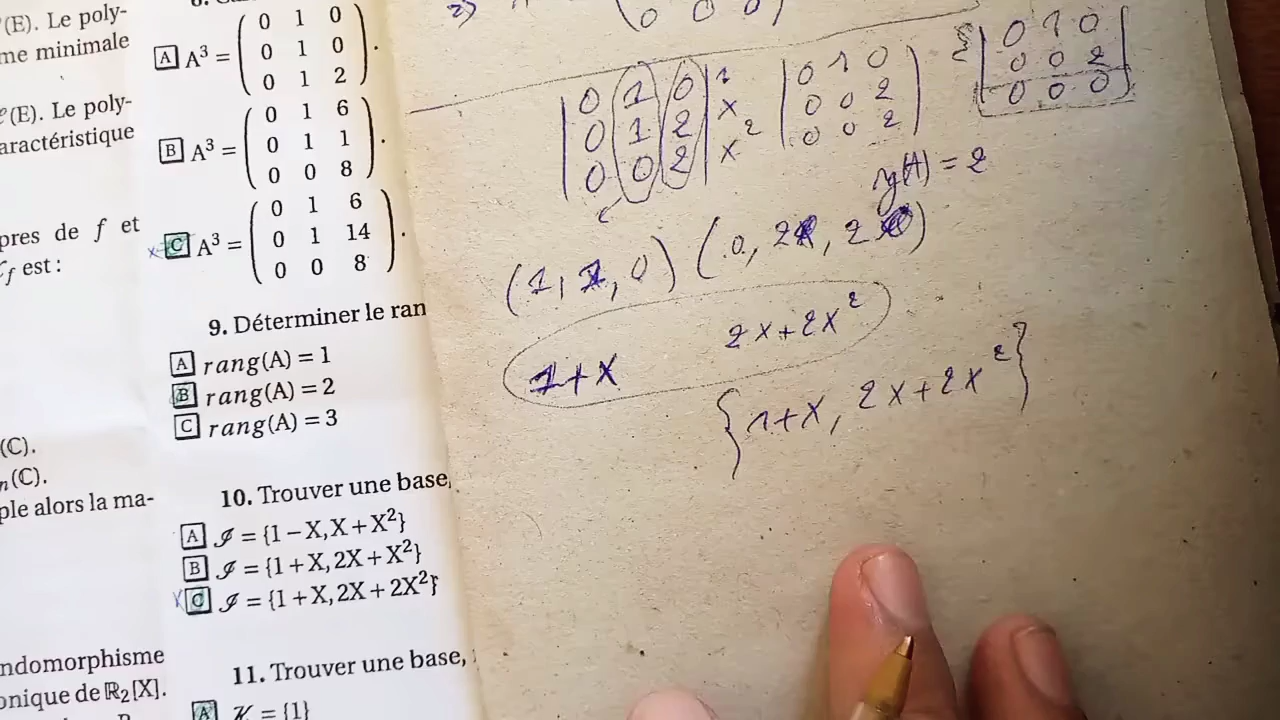 (E). Le poly-
me minimale
(E). Le poly-
aractéristique
pres de f et
f est :
(C).
n(C).
ple alors la ma-
ndomorphisme
onique de ℝ2[X].
A A³ = ( 0 1 0
0 1 0
0 1 2 ) .
B A³ = ( 0 1 6
0 1 1
0 0 8 ) .
C A³ = ( 0 1 6
0 1 14
0 0 8 ) .
9. Déterminer le ran
A rang(A) = 1
B rang(A) = 2
C rang(A) = 3
10. Trouver une base,
A ℐ = {1 − X, X + X²}
B ℐ = {1 + X, 2X + X²}
C ℐ = {1 + X, 2X + 2X²}
11. Trouver une base,
A 𝒦 = {1}
2)
0 0 0
| 0 1 0 | 1
| 0 1 2 | X
| 0 0 2 | X²
| 0 1 0 |
| 0 0 2 |
| 0 0 2 |
| 0 1 0 |
| 0 0 2 |
| 0 0 0 |
rg(A) = 2
(1, 1, 0) (0, 2, 2)
1+X 2X+2X²
{1+X, 2X+2X²}